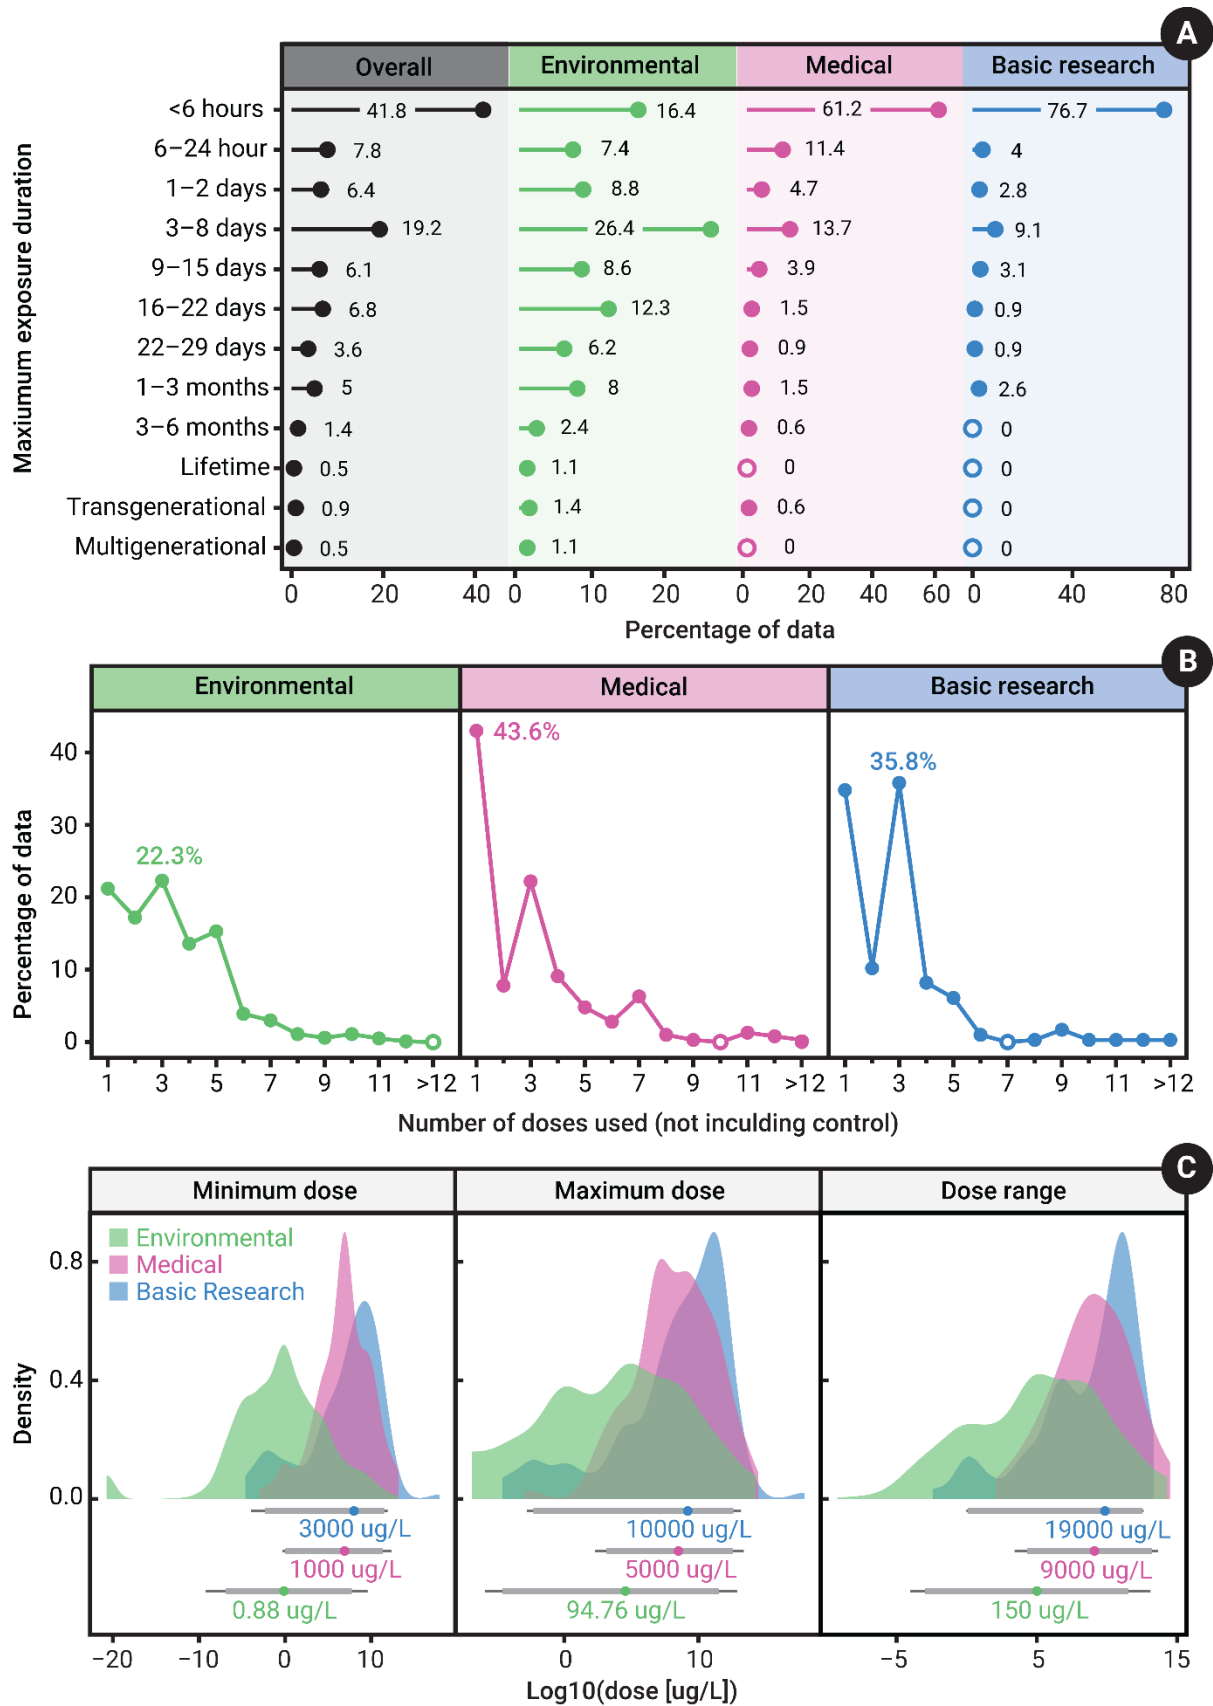 A
Overall Environmental Medical Basic research
Maxiumum exposure duration
<6 hours 41.8 16.4 61.2 76.7
6–24 hour 7.8 7.4 11.4 4
1–2 days 6.4 8.8 4.7 2.8
3–8 days 19.2 26.4 13.7 9.1
9–15 days 6.1 8.6 3.9 3.1
16–22 days 6.8 12.3 1.5 0.9
22–29 days 3.6 6.2 0.9 0.9
1–3 months 5 8 1.5 2.6
3–6 months 1.4 2.4 0.6 0
Lifetime 0.5 1.1 0 0
Transgenerational 0.9 1.4 0.6 0
Multigenerational 0.5 1.1 0 0
0 20 40 0 10 20 0 20 40 60 0 40 80
Percentage of data
B
Environmental Medical Basic research
Percentage of data
40
30
20
10
0
22.3%
43.6%
35.8%
1 3 5 7 9 11 >12 1 3 5 7 9 11 >12 1 3 5 7 9 11 >12
Number of doses used (not inculding control)
C
Minimum dose Maximum dose Dose range
Environmental
Medical
Basic Research
Density
0.8
0.4
0.0
3000 ug/L 10000 ug/L 19000 ug/L
1000 ug/L 5000 ug/L 9000 ug/L
0.88 ug/L 94.76 ug/L 150 ug/L
−20 −10 0 10 0 10 −5 5 15
Log10(dose [ug/L])